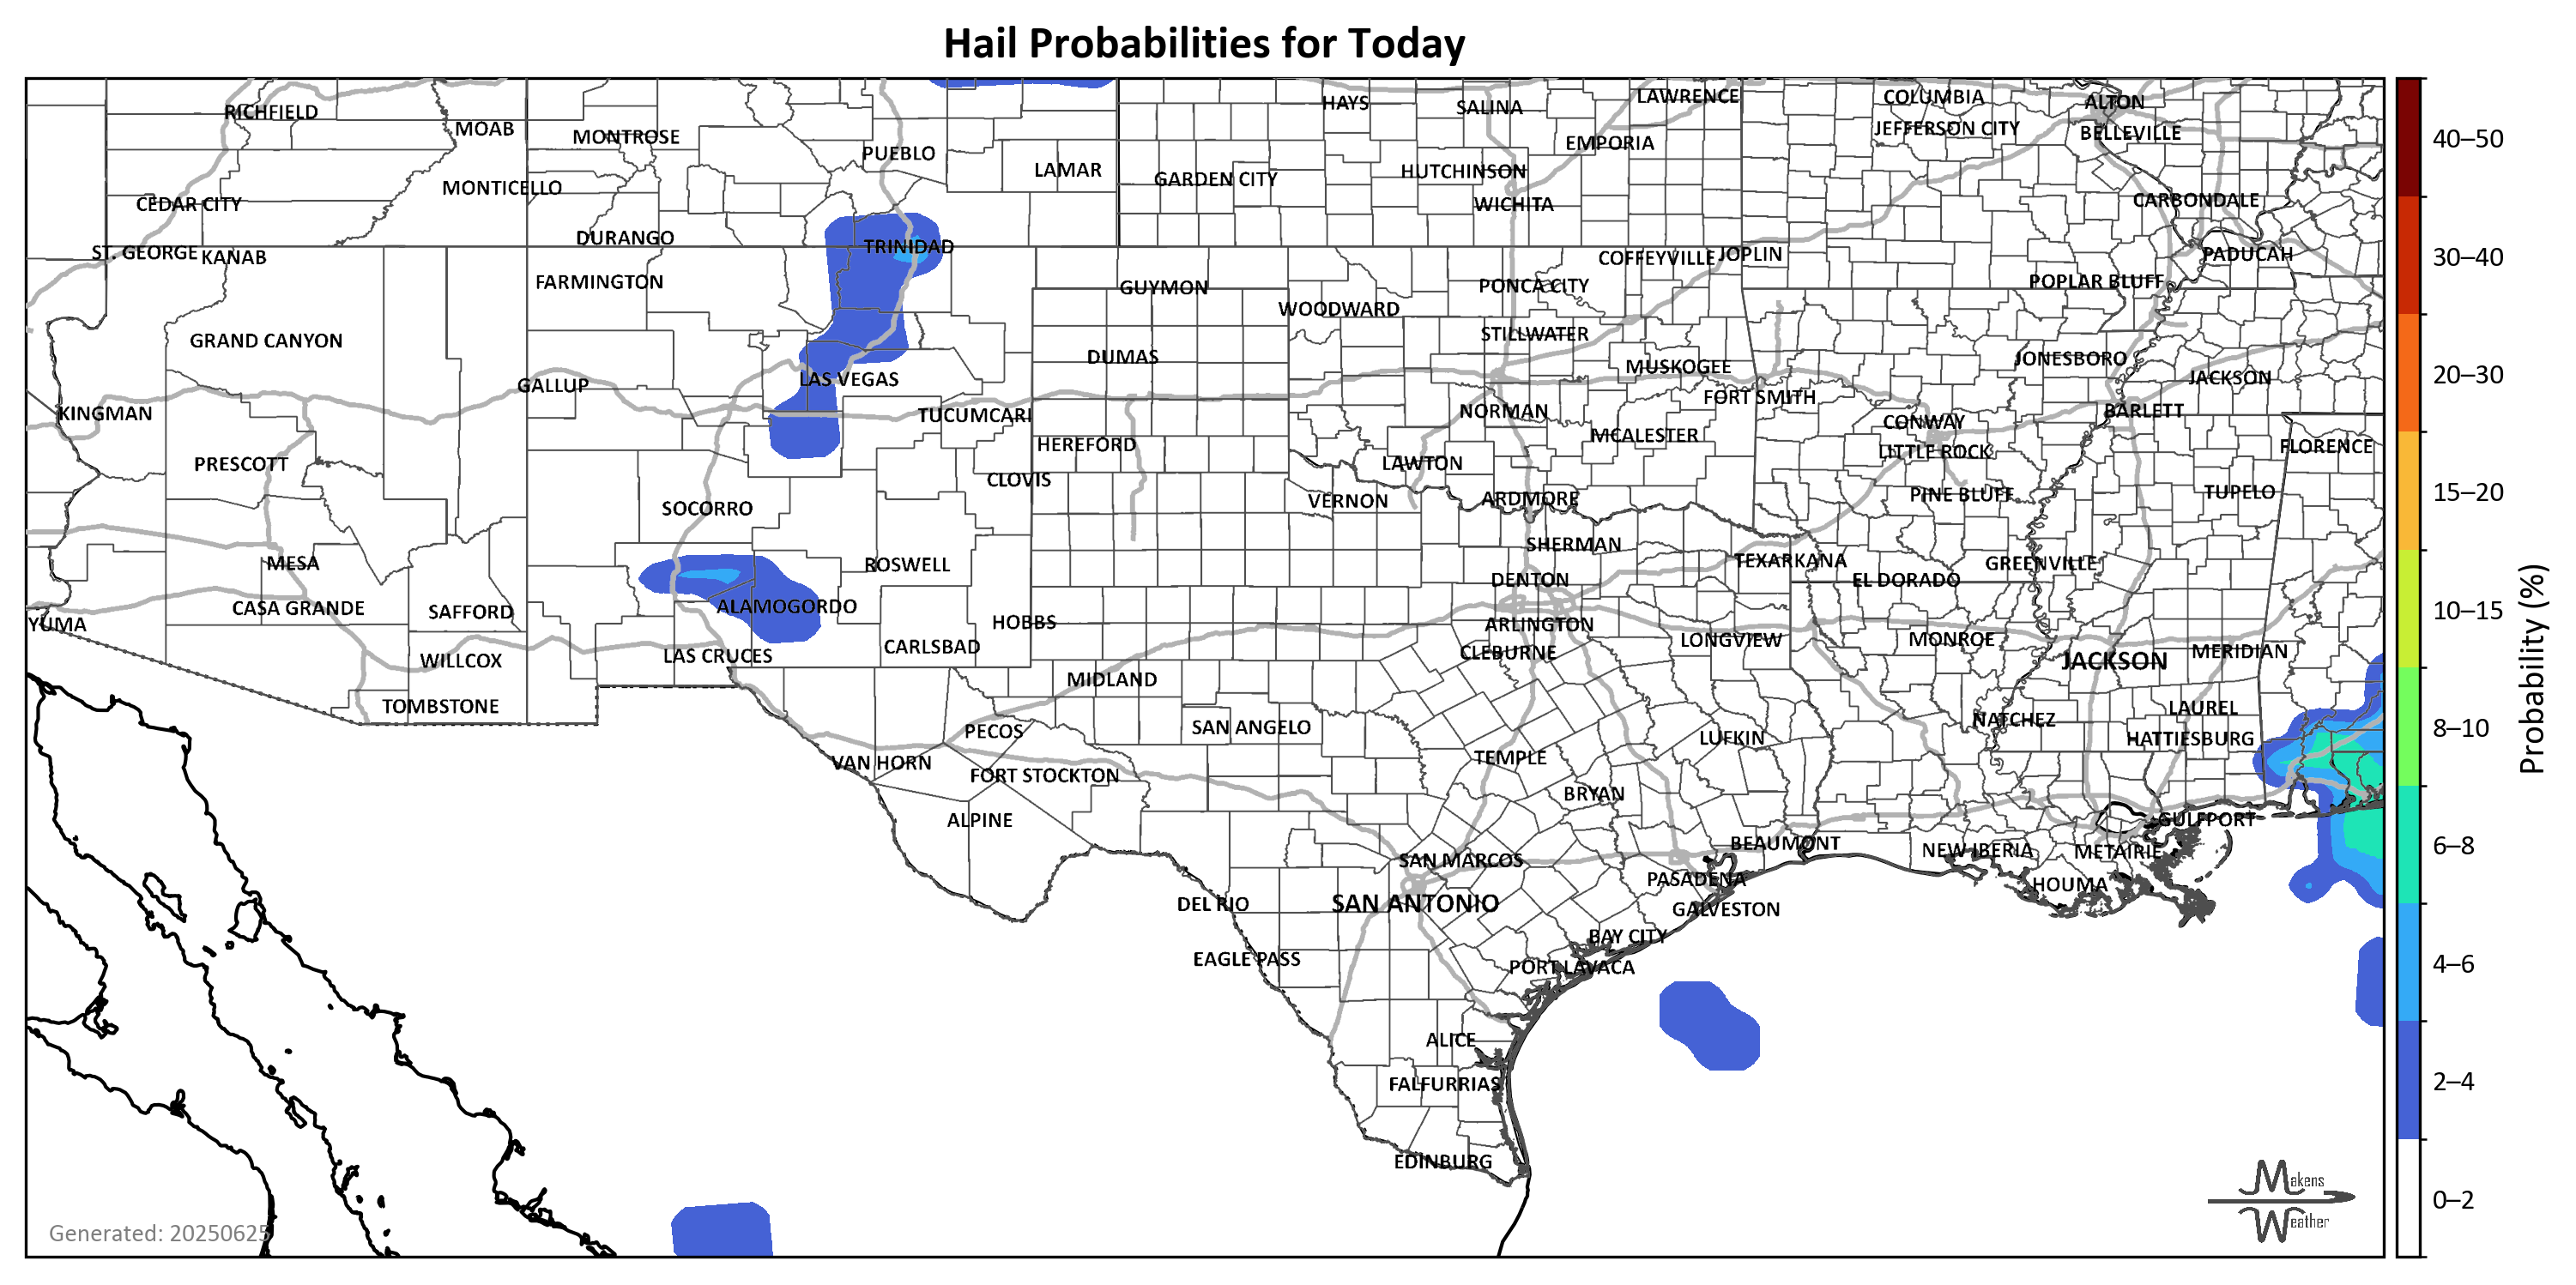 Hail Probabilities for Today
RICHFIELD
MOAB
MONTROSE
PUEBLO
LAMAR
HAYS
SALINA
LAWRENCE
COLUMBIA
ALTON
JEFFERSON CITY
BELLEVILLE
EMPORIA
HUTCHINSON
GARDEN CITY
MONTICELLO
CEDAR CITY
WICHITA
CARBONDALE
DURANGO
TRINIDAD
ST. GEORGE
KANAB
COFFEYVILLE
JOPLIN
PADUCAH
FARMINGTON
GUYMON
PONCA CITY
POPLAR BLUFF
WOODWARD
GRAND CANYON
STILLWATER
DUMAS
JONESBORO
MUSKOGEE
GALLUP
LAS VEGAS
JACKSON
FORT SMITH
KINGMAN
TUCUMCARI
NORMAN
BARLETT
CONWAY
HEREFORD
MCALESTER
LITTLE ROCK
FLORENCE
PRESCOTT
LAWTON
CLOVIS
VERNON
ARDMORE
PINE BLUFF
TUPELO
SOCORRO
SHERMAN
MESA
ROSWELL
TEXARKANA
GREENVILLE
DENTON
EL DORADO
CASA GRANDE
SAFFORD
ALAMOGORDO
YUMA
HOBBS
ARLINGTON
LONGVIEW
MONROE
CARLSBAD
CLEBURNE
MERIDIAN
WILLCOX
LAS CRUCES
JACKSON
MIDLAND
TOMBSTONE
LAUREL
NATCHEZ
PECOS
SAN ANGELO
LUFKIN
HATTIESBURG
VAN HORN
TEMPLE
FORT STOCKTON
BRYAN
ALPINE
GULFPORT
BEAUMONT
NEW IBERIA
METAIRIE
SAN MARCOS
PASADENA
HOUMA
DEL RIO
SAN ANTONIO
GALVESTON
BAY CITY
EAGLE PASS
PORT LAVACA
ALICE
FALFURRIAS
EDINBURG
Generated: 20250625
Makens
Weather
40–50
30–40
20–30
15–20
10–15
8–10
6–8
4–6
2–4
0–2
Probability (%)